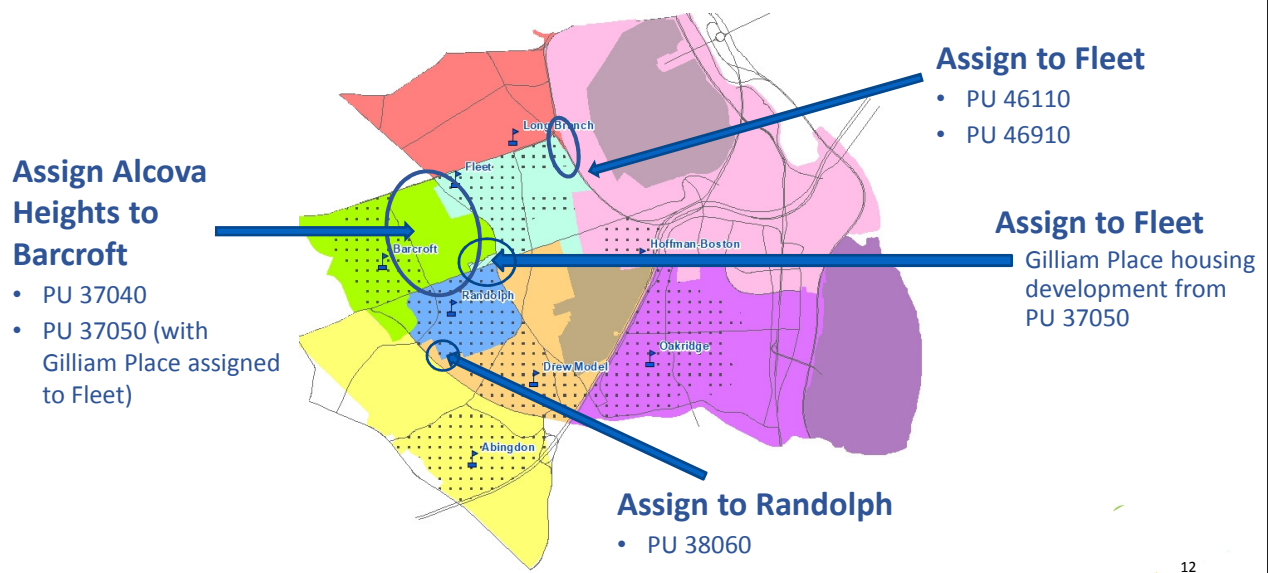 Assign to Fleet
• PU 46110
• PU 46910
Long Branch
Fleet
Assign Alcova
Heights to
Barcroft
• PU 37040
• PU 37050 (with
Gilliam Place assigned
to Fleet)
Assign to Fleet
Gilliam Place housing
development from
PU 37050
Hoffman-Boston
Barcroft
Randolph
Oakridge
Drew Model
Abingdon
Assign to Randolph
• PU 38060
12